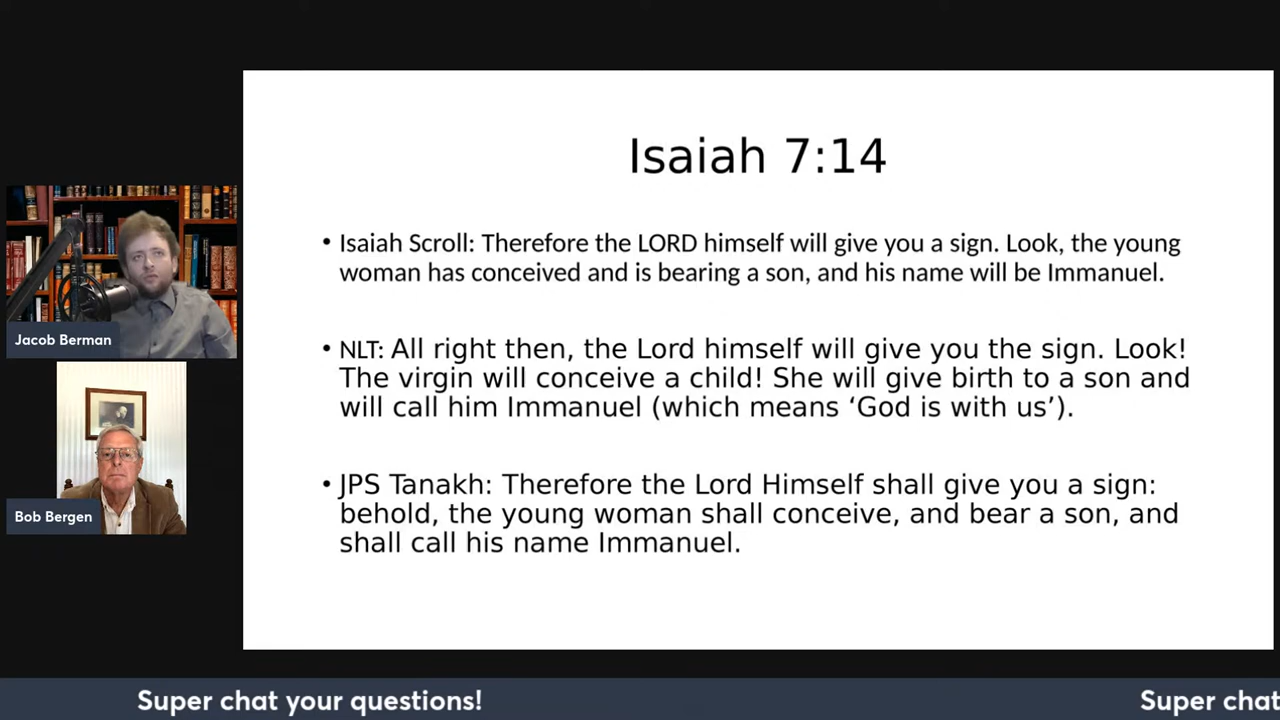 Isaiah 7:14
• Isaiah Scroll: Therefore the LORD himself will give you a sign. Look, the young
woman has conceived and is bearing a son, and his name will be Immanuel.
• NLT: All right then, the Lord himself will give you the sign. Look!
The virgin will conceive a child! She will give birth to a son and
will call him Immanuel (which means ‘God is with us’).
• JPS Tanakh: Therefore the Lord Himself shall give you a sign:
behold, the young woman shall conceive, and bear a son, and
shall call his name Immanuel.
Jacob Berman
Bob Bergen
Super chat your questions!
Super chat